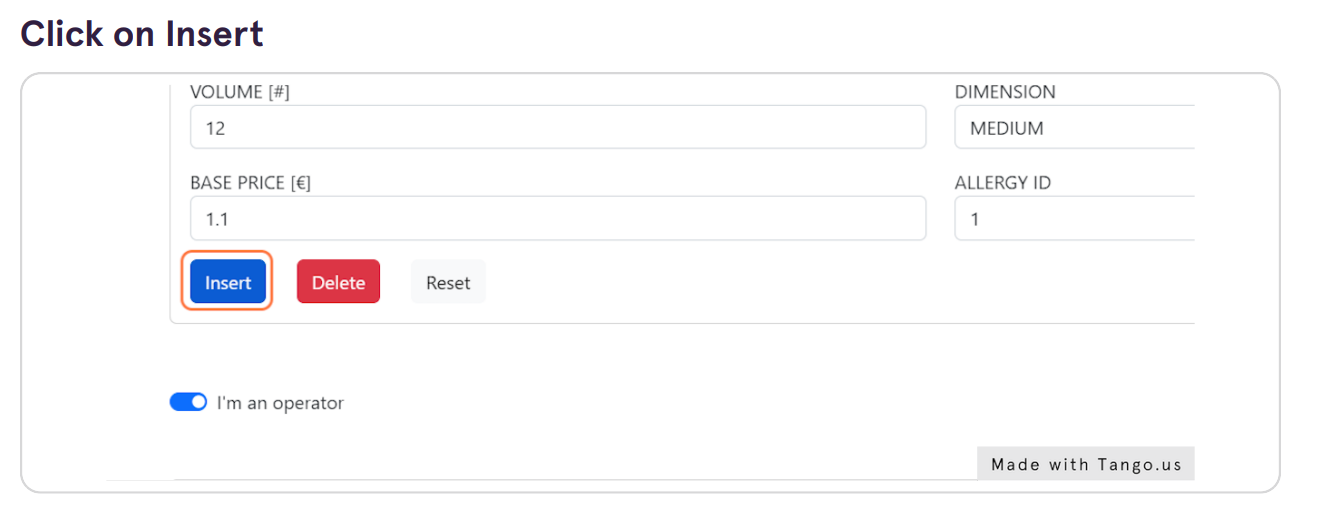 Click on Insert
VOLUME [#]
DIMENSION
12
MEDIUM
BASE PRICE [€]
ALLERGY ID
1.1
1
Insert
Delete
Reset
I'm an operator
Made with Tango.us